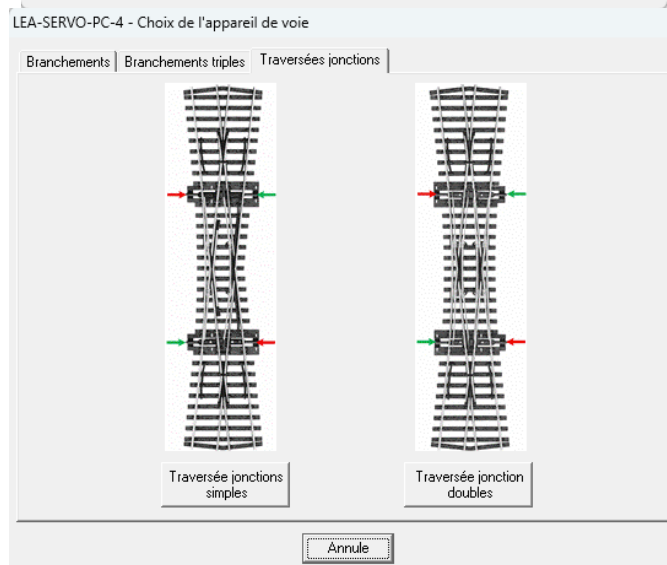 LEA-SERVO-PC-4 - Choix de l'appareil de voie
Branchements Branchements triples Traversées jonctions
Traversée jonctions
simples
Traversée jonction
doubles
Annule